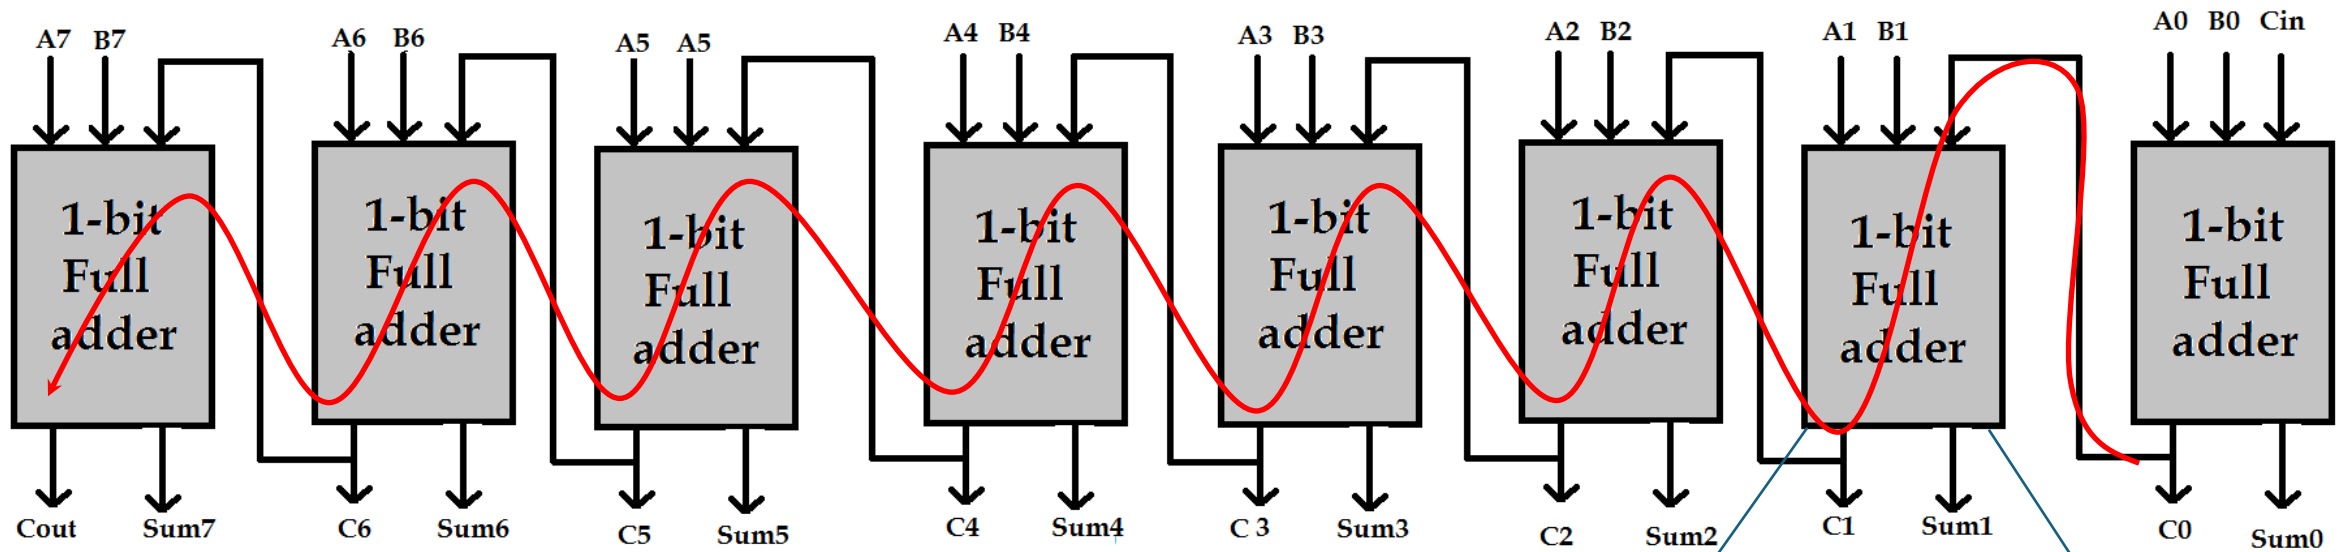 A7 B7
A6 B6
A5 A5
A4 B4
A3 B3
A2 B2
A1 B1
A0 B0 Cin
1-bit
Full
adder
1-bit
Full
adder
1-bit
Full
adder
1-bit
Full
adder
1-bit
Full
adder
1-bit
Full
adder
1-bit
Full
adder
1-bit
Full
adder
Cout Sum7
C6 Sum6
C5 Sum5
C4 Sum4
C 3 Sum3
C2 Sum2
C1 Sum1
C0 Sum0